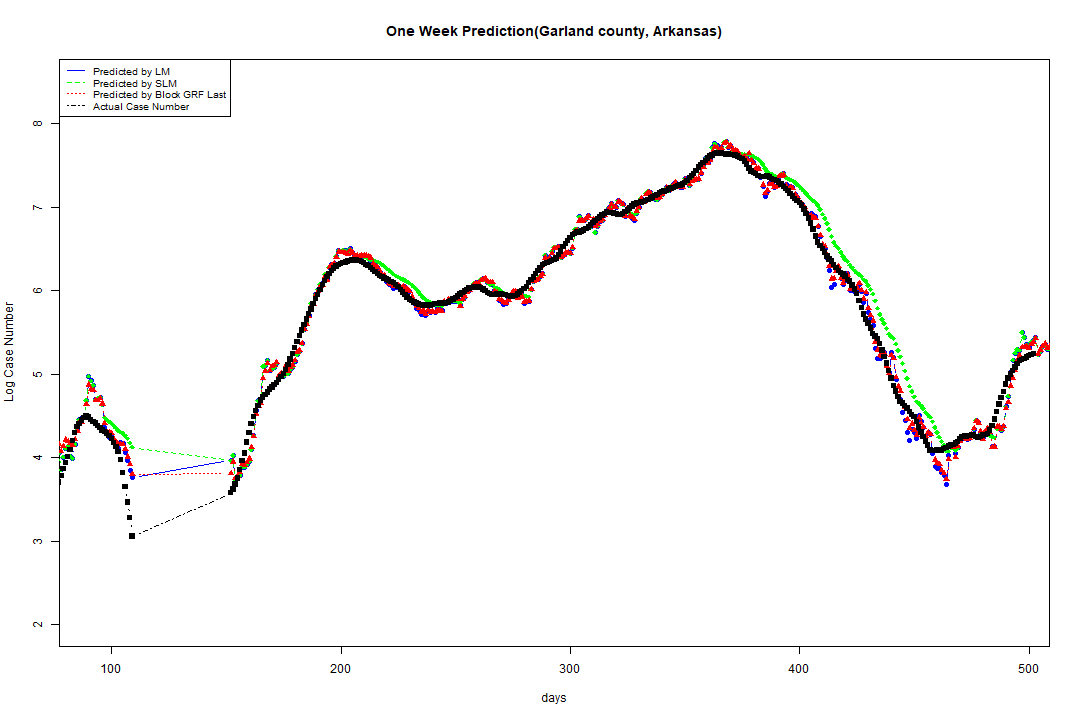 One Week Prediction(Garland county, Arkansas)
Predicted by LM
Predicted by SLM
Predicted by Block GRF Last
Actual Case Number
Log Case Number
8
7
6
5
4
3
2
100 200 300 400 500
days